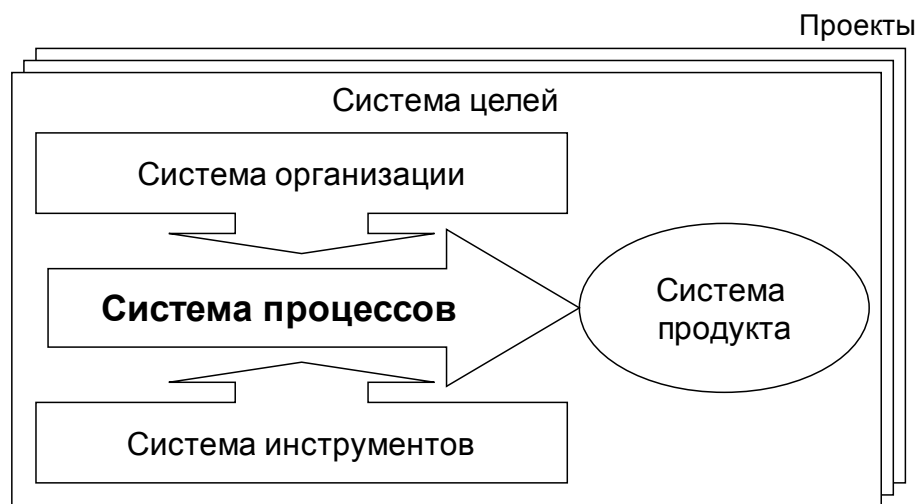 Проекты
Система целей
Система организации
Система процессов
Система
продукта
Система инструментов